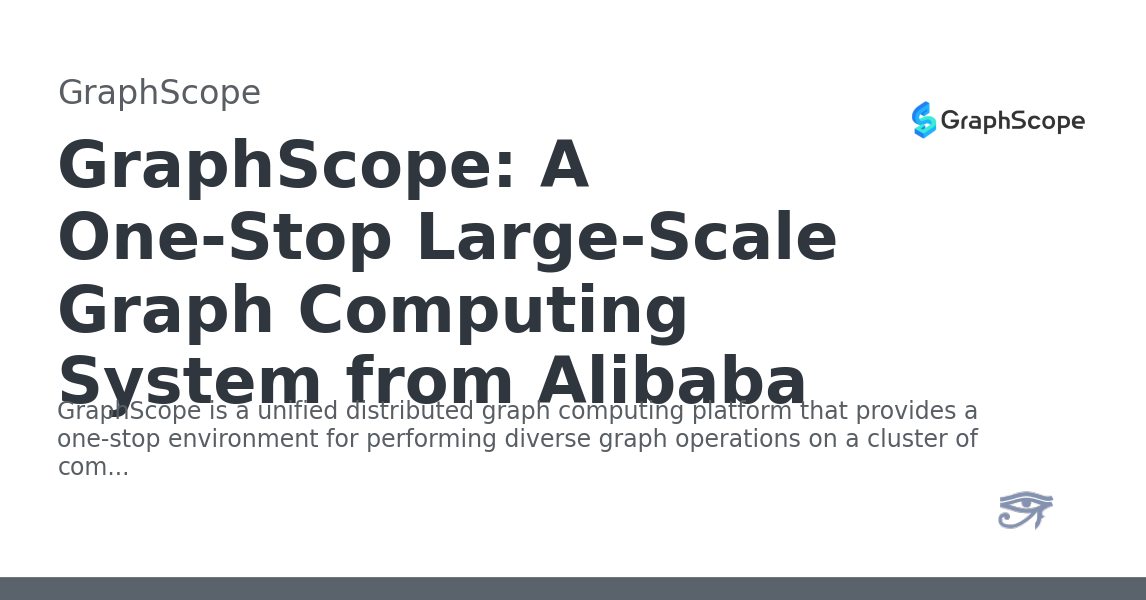 GraphScope
GraphScope
GraphScope: A
One-Stop Large-Scale
Graph Computing
System from Alibaba
GraphScope is a unified distributed graph computing platform that provides a
one-stop environment for performing diverse graph operations on a cluster of
com...